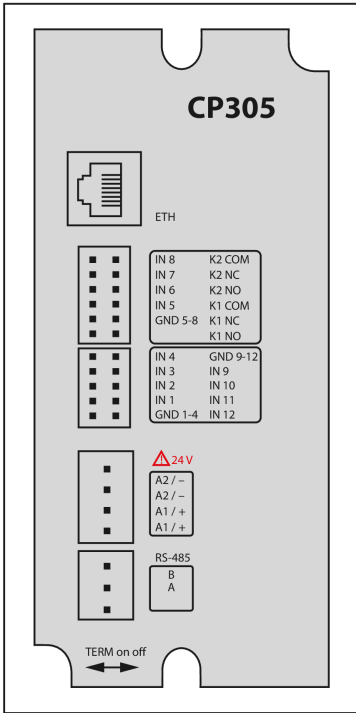 CP305
ETH
IN 8 K2 COM
IN 7 K2 NC
IN 6 K2 NO
IN 5 K1 COM
GND 5-8 K1 NC
K1 NO
IN 4 GND 9-12
IN 3 IN 9
IN 2 IN 10
IN 1 IN 11
GND 1-4 IN 12
24 V
A2 / –
A2 / –
A1 / +
A1 / +
RS-485
B
A
TERM on off